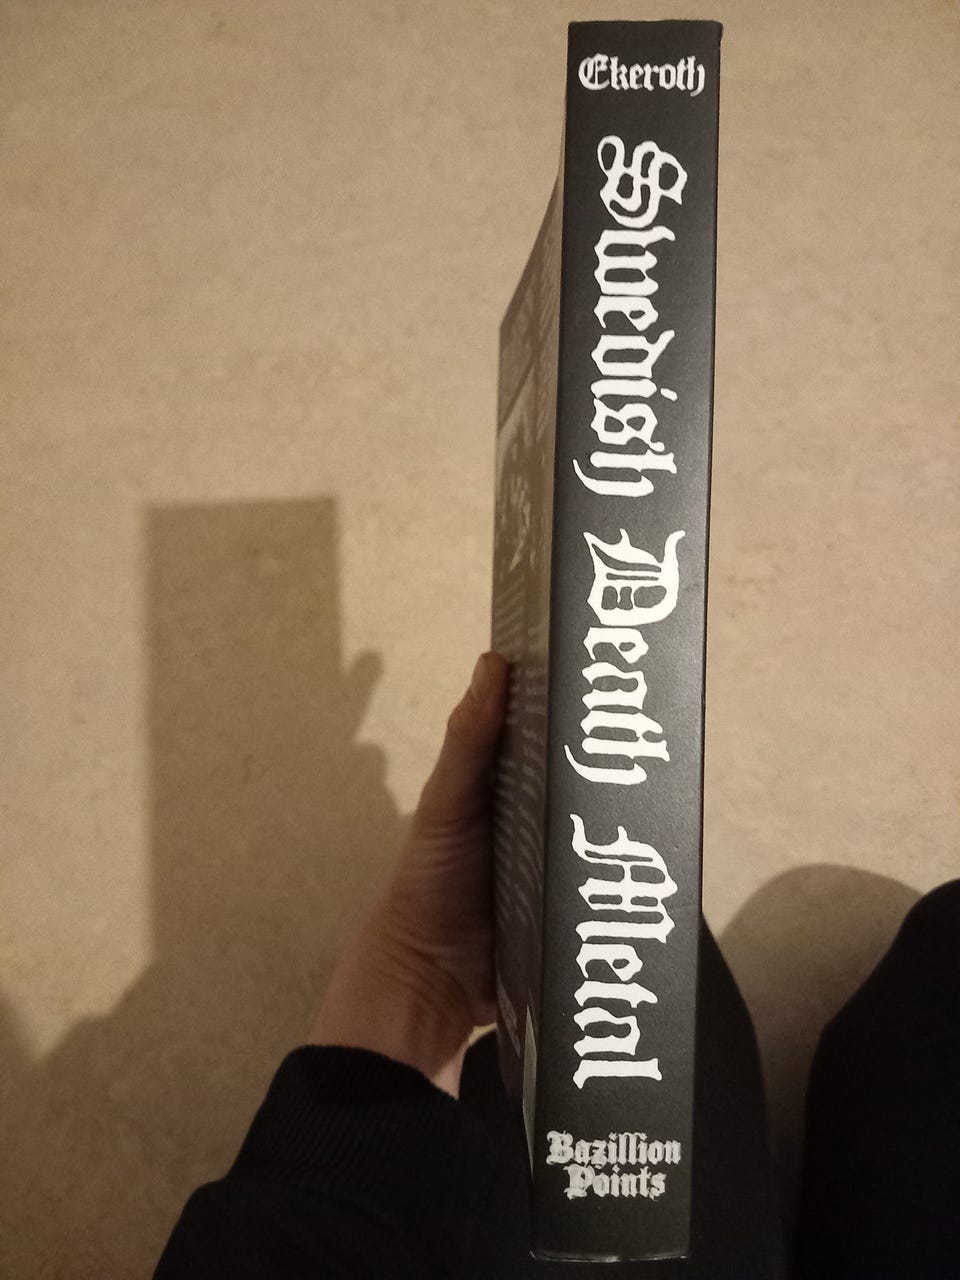 Ekeroth
Swedish Death Metal
Bazillion
Points